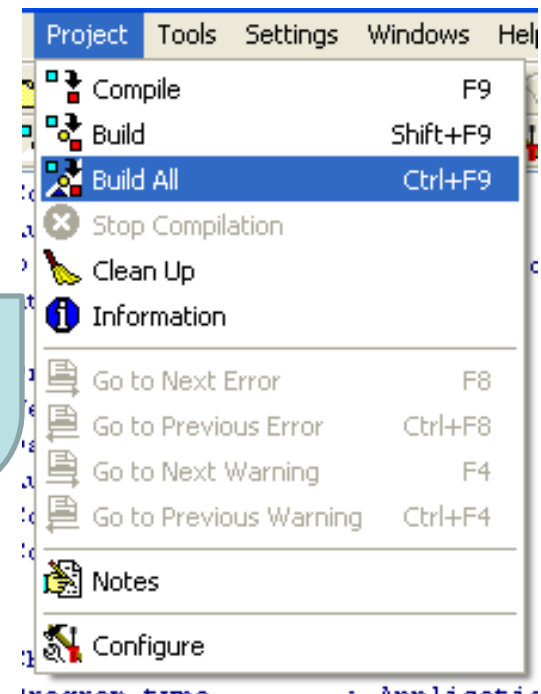 Project Tools Settings Windows Help
Compile F9
Build Shift+F9
Build All Ctrl+F9
Stop Compilation
Clean Up
Information
Go to Next Error F8
Go to Previous Error Ctrl+F8
Go to Next Warning F4
Go to Previous Warning Ctrl+F4
Notes
Configure